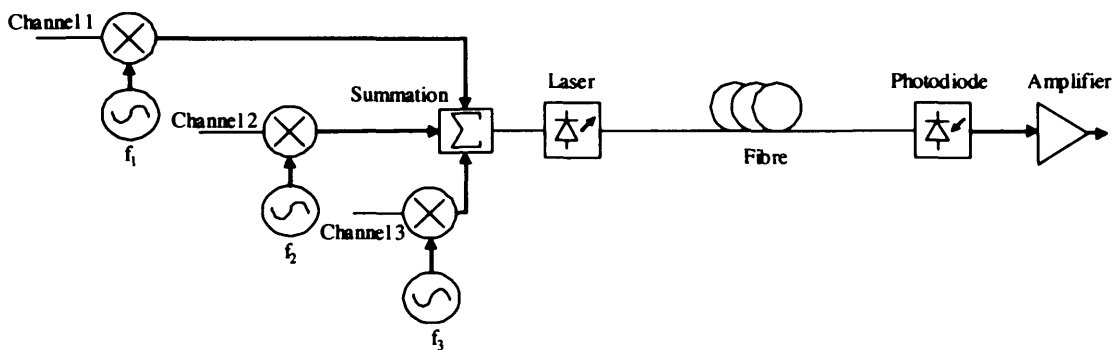 Channel 1
f1
Channel 2
f2
Channel 3
f3
Summation
Σ
Laser
Fibre
Photodiode
Amplifier